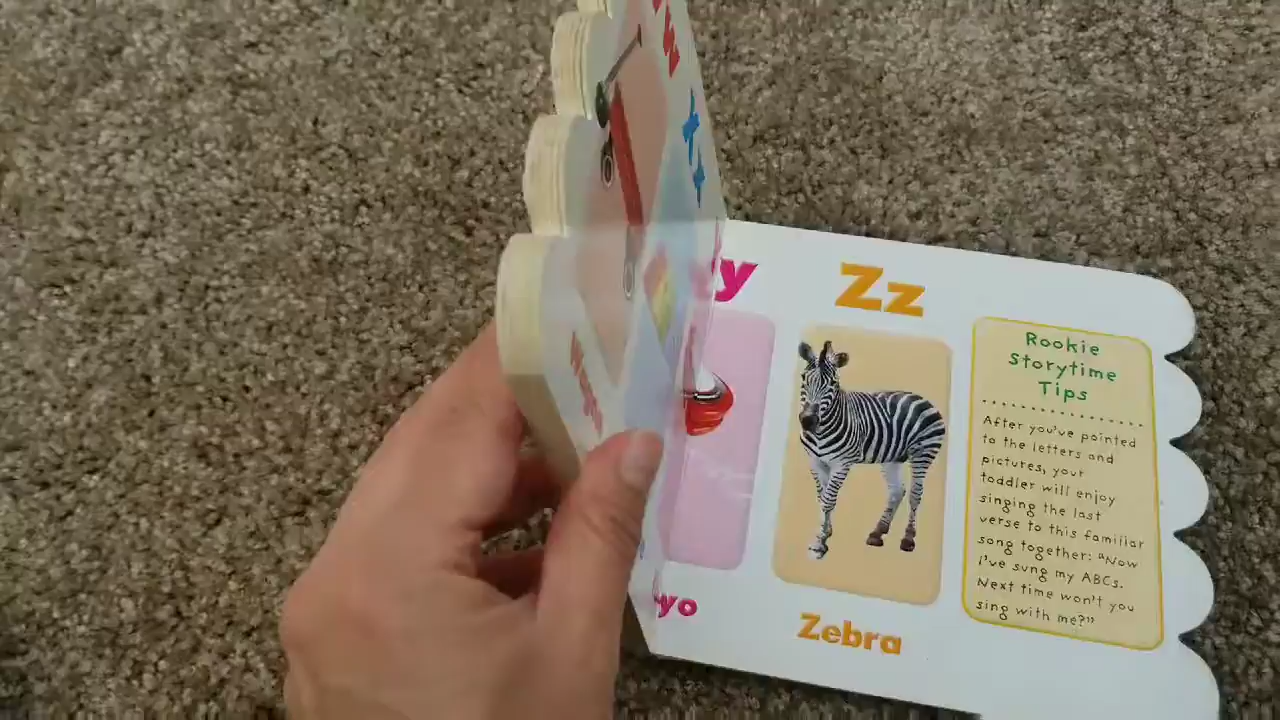 Zz
Zebra
Rookie
Storytime
Tips
After you've pointed
to the letters and
pictures, your
toddler will enjoy
singing the last
verse to this familiar
song together: "Now
I've sung my ABCs.
Next time won't you
sing with me?"